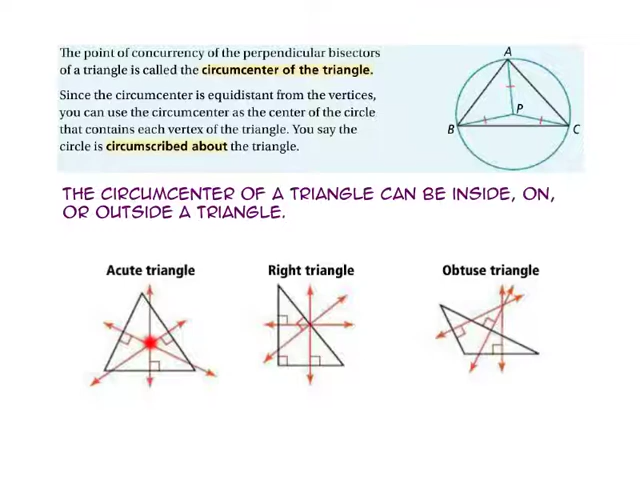 The point of concurrency of the perpendicular bisectors
of a triangle is called the circumcenter of the triangle.
Since the circumcenter is equidistant from the vertices,
you can use the circumcenter as the center of the circle
that contains each vertex of the triangle. You say the
circle is circumscribed about the triangle.
A
P
B
C
THE CIRCUMCENTER OF A TRIANGLE CAN BE INSIDE, ON,
OR OUTSIDE A TRIANGLE.
Acute triangle
Right triangle
Obtuse triangle